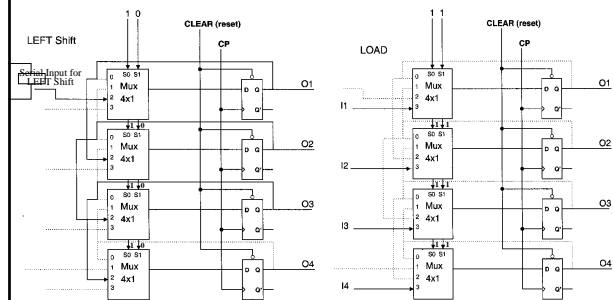 LEFT Shift
1 0
CLEAR (reset)
CP
Serial Input for
LEFT Shift
0
1
2
3
S0 S1
Mux
4x1
D Q
Q'
O1
1 0
0
1
2
3
S0 S1
Mux
4x1
D Q
Q'
O2
1 0
0
1
2
3
S0 S1
Mux
4x1
D Q
Q'
O3
1 0
0
1
2
3
S0 S1
Mux
4x1
D Q
Q'
O4
LOAD
1 1
CLEAR (reset)
CP
0
1
2
3
S0 S1
Mux
4x1
D Q
Q'
O1
I1
1 1
0
1
2
3
S0 S1
Mux
4x1
D Q
Q'
O2
I2
1 1
0
1
2
3
S0 S1
Mux
4x1
D Q
Q'
O3
I3
1 1
0
1
2
3
S0 S1
Mux
4x1
D Q
Q'
O4
I4